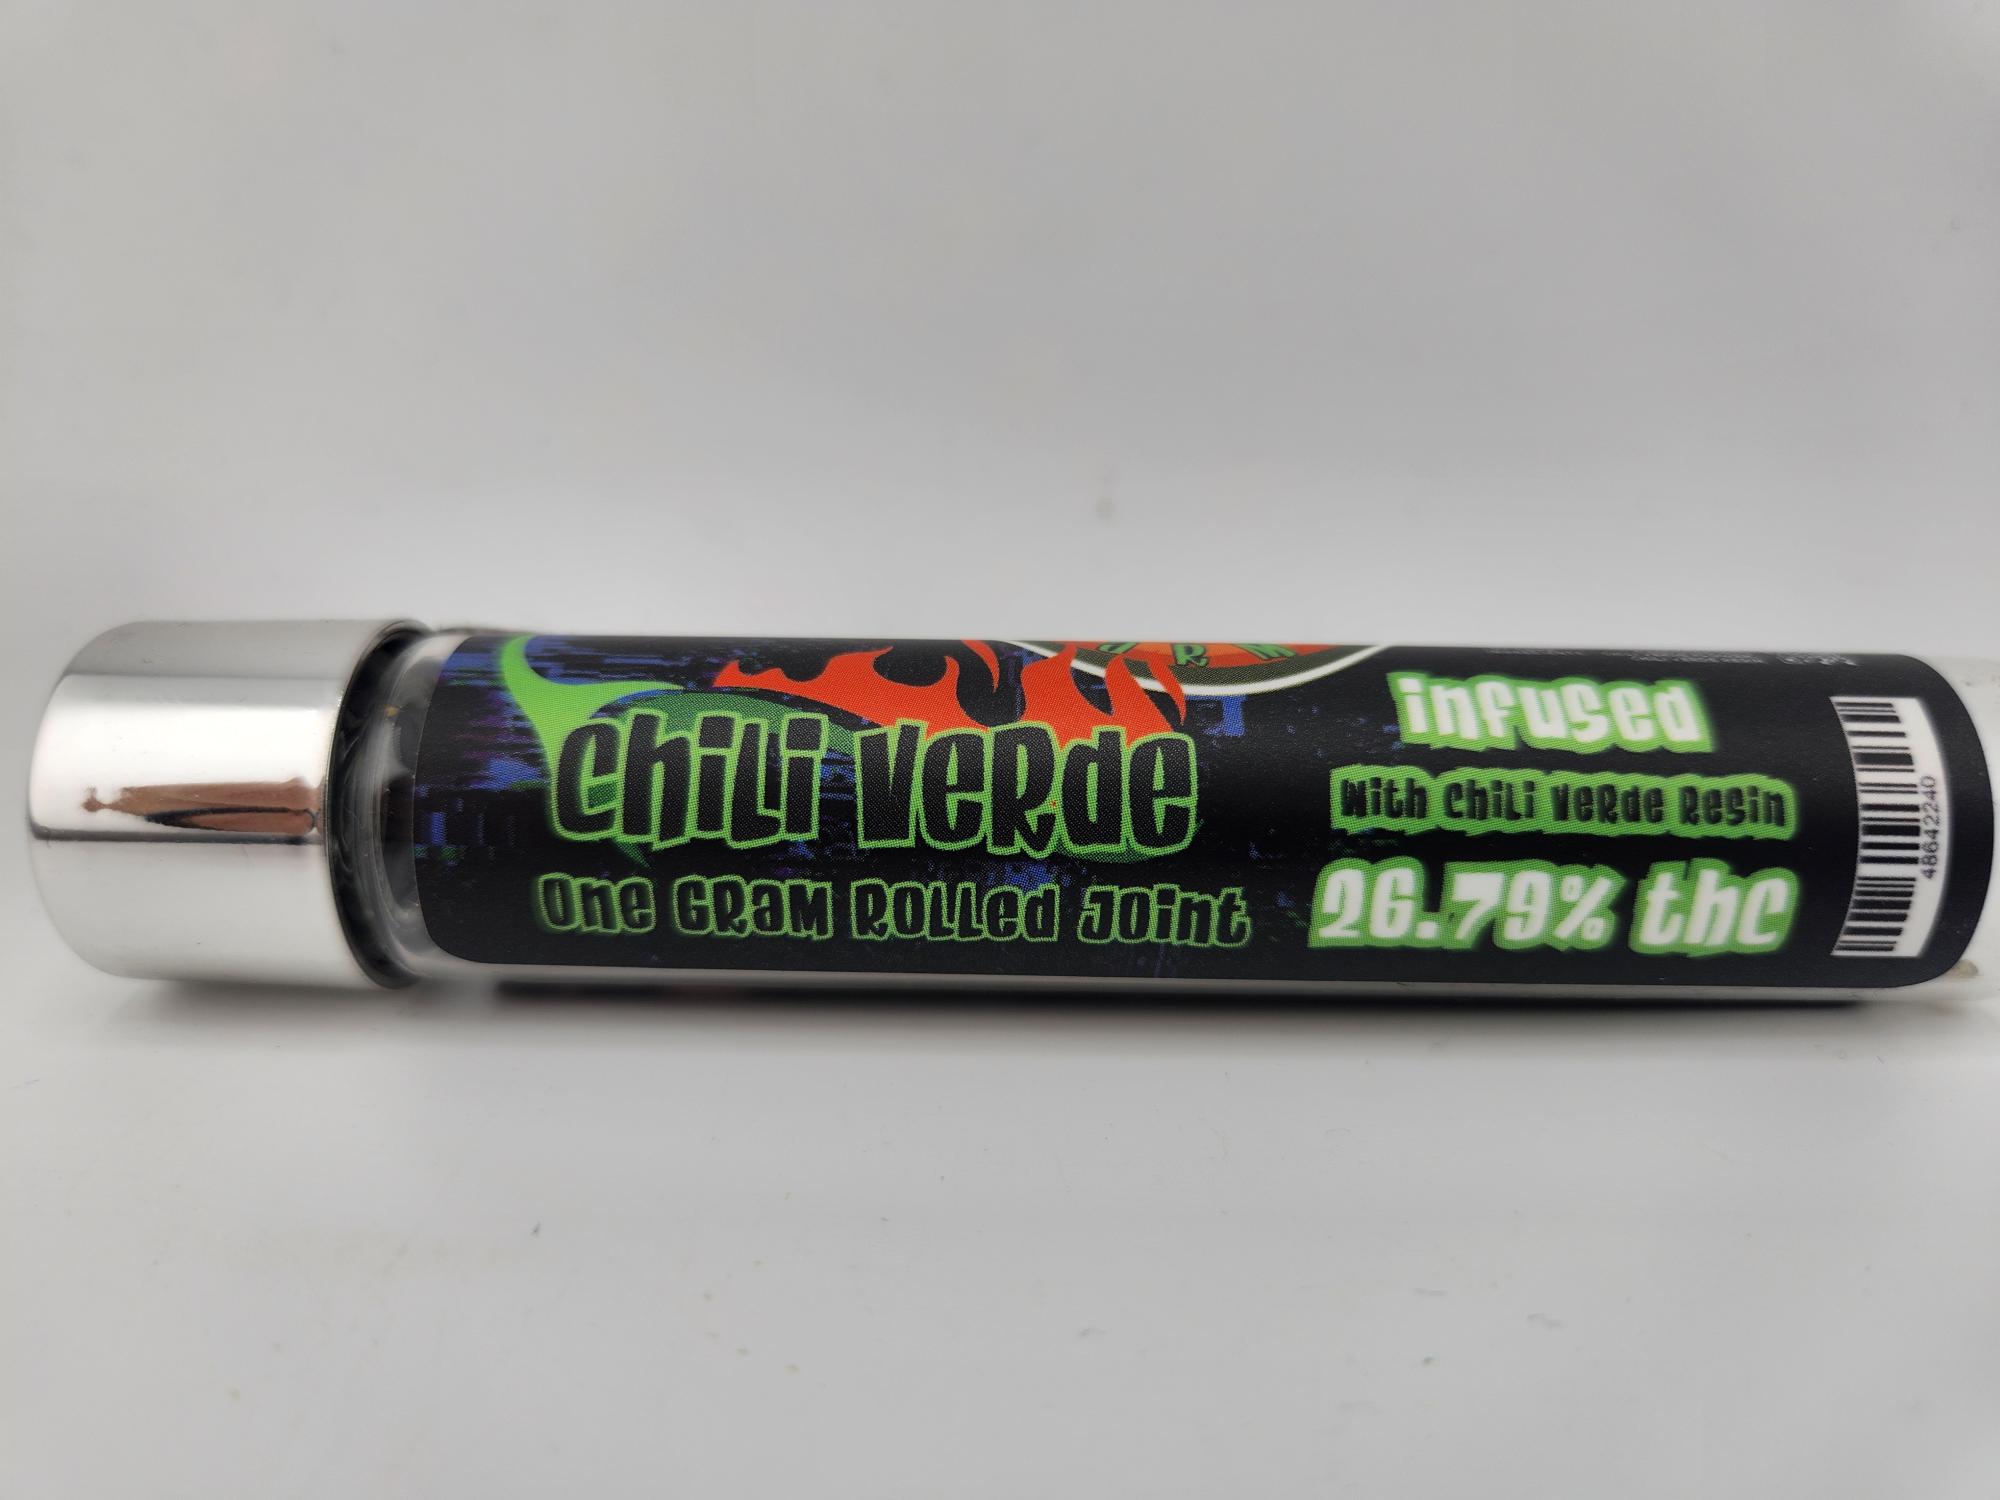 Chili Verde
One Gram Rolled Joint
infused
With Chili Verde Resin
26.79% thc
48642240